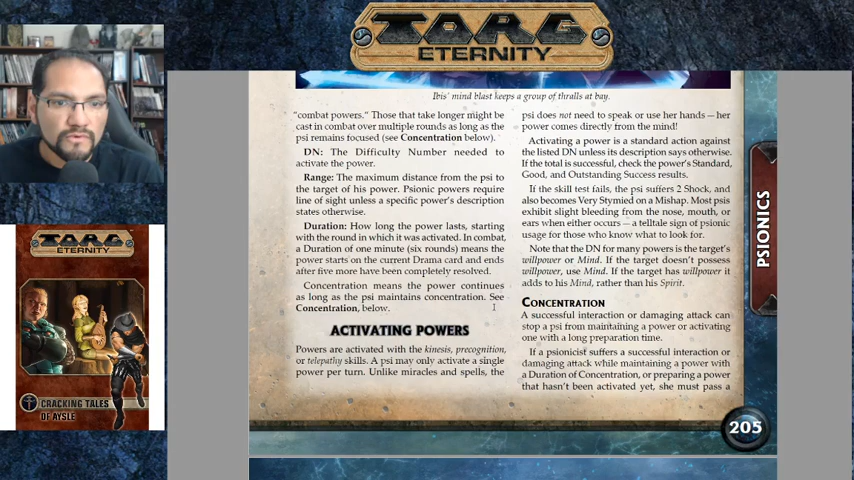 TORG
ETERNITY
Ibis' mind blast keeps a group of thralls at bay.
"combat powers." Those that take longer might be
cast in combat over multiple rounds as long as the
psi remains focused (see Concentration below).
DN: The Difficulty Number needed to
activate the power.
Range: The maximum distance from the psi to
the target of his power. Psionic powers require
line of sight unless a specific power's description
states otherwise.
Duration: How long the power lasts, starting
with the round in which it was activated. In combat,
a Duration of one minute (six rounds) means the
power starts on the current Drama card and ends
after five more have been completely resolved.
Concentration means the power continues
as long as the psi maintains concentration. See
Concentration, below.
ACTIVATING POWERS
Powers are activated with the kinesis, precognition,
or telepathy skills. A psi may only activate a single
power per turn. Unlike miracles and spells, the
psi does not need to speak or use her hands – her
power comes directly from the mind!
Activating a power is a standard action against
the listed DN unless its description says otherwise.
If the total is successful, check the power's Standard,
Good, and Outstanding Success results.
If the skill test fails, the psi suffers 2 Shock, and
also becomes Very Stymied on a Mishap. Most psis
exhibit slight bleeding from the nose, mouth, or
ears when either occurs – a telltale sign of psionic
usage for those who know what to look for.
Note that the DN for many powers is the target's
willpower or Mind. If the target doesn't possess
willpower, use Mind. If the target has willpower it
adds to his Mind, rather than his Spirit.
CONCENTRATION
A successful interaction or damaging attack can
stop a psi from maintaining a power or activating
one with a long preparation time.
If a psionicist suffers a successful interaction or
damaging attack while maintaining a power with
a Duration of Concentration, or preparing a power
that hasn't been activated yet, she must pass a
PSIONICS
205
TORG
ETERNITY
CRACKING TALES
OF AYSLE